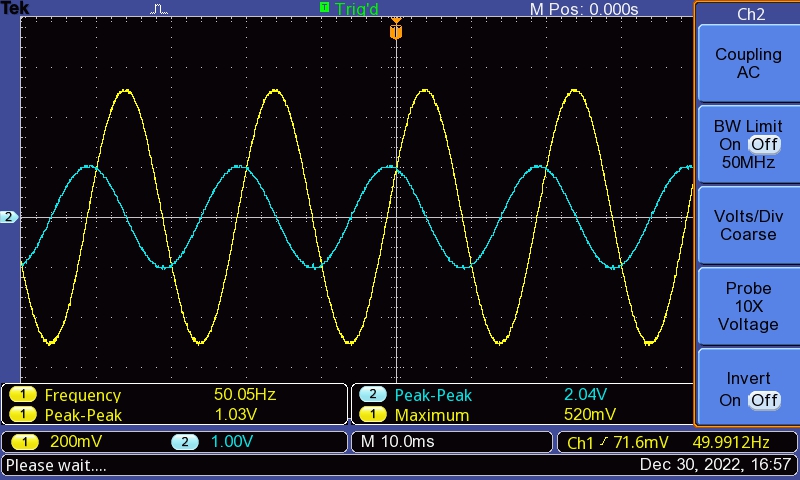 Tek T Trig'd M Pos: 0.000s
T
Ch2
Coupling
AC
BW Limit
On Off
50MHz
2
Volts/Div
Coarse
Probe
10X
Voltage
Invert
On Off
1 Frequency 50.05Hz
1 Peak-Peak 1.03V
2 Peak-Peak 2.04V
1 Maximum 520mV
1 200mV 2 1.00V M 10.0ms Ch1 71.6mV 49.9912Hz
Please wait.... Dec 30, 2022, 16:57